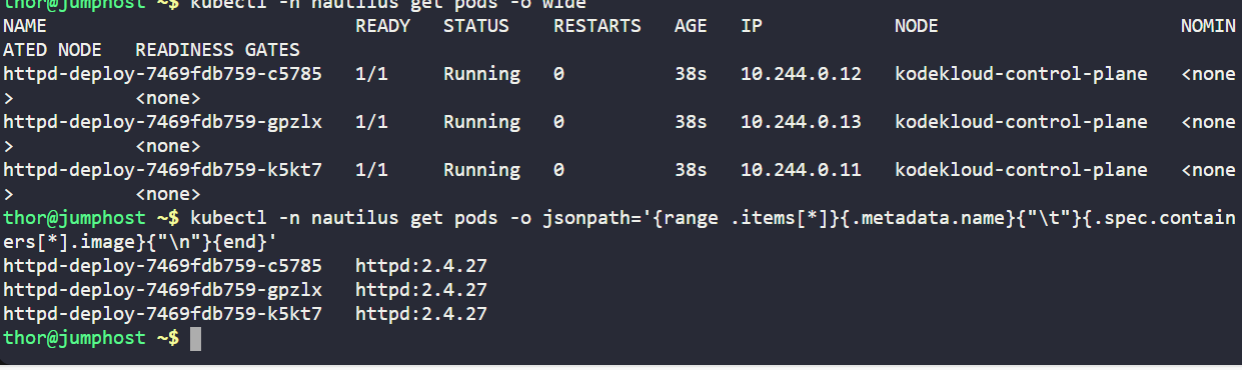 thor@jumphost ~$ kubectl -n nautilus get pods -o wide
NAME                            READY   STATUS    RESTARTS   AGE   IP            NODE                      NOMIN
ATED NODE   READINESS GATES
httpd-deploy-7469fdb759-c5785   1/1     Running   0          38s   10.244.0.12   kodekloud-control-plane   <none
>           <none>
httpd-deploy-7469fdb759-gpzlx   1/1     Running   0          38s   10.244.0.13   kodekloud-control-plane   <none
>           <none>
httpd-deploy-7469fdb759-k5kt7   1/1     Running   0          38s   10.244.0.11   kodekloud-control-plane   <none
>           <none>
thor@jumphost ~$ kubectl -n nautilus get pods -o jsonpath='{range .items[*]}{.metadata.name}{"\t"}{.spec.contain
ers[*].image}{"\n"}{end}'
httpd-deploy-7469fdb759-c5785   httpd:2.4.27
httpd-deploy-7469fdb759-gpzlx   httpd:2.4.27
httpd-deploy-7469fdb759-k5kt7   httpd:2.4.27
thor@jumphost ~$